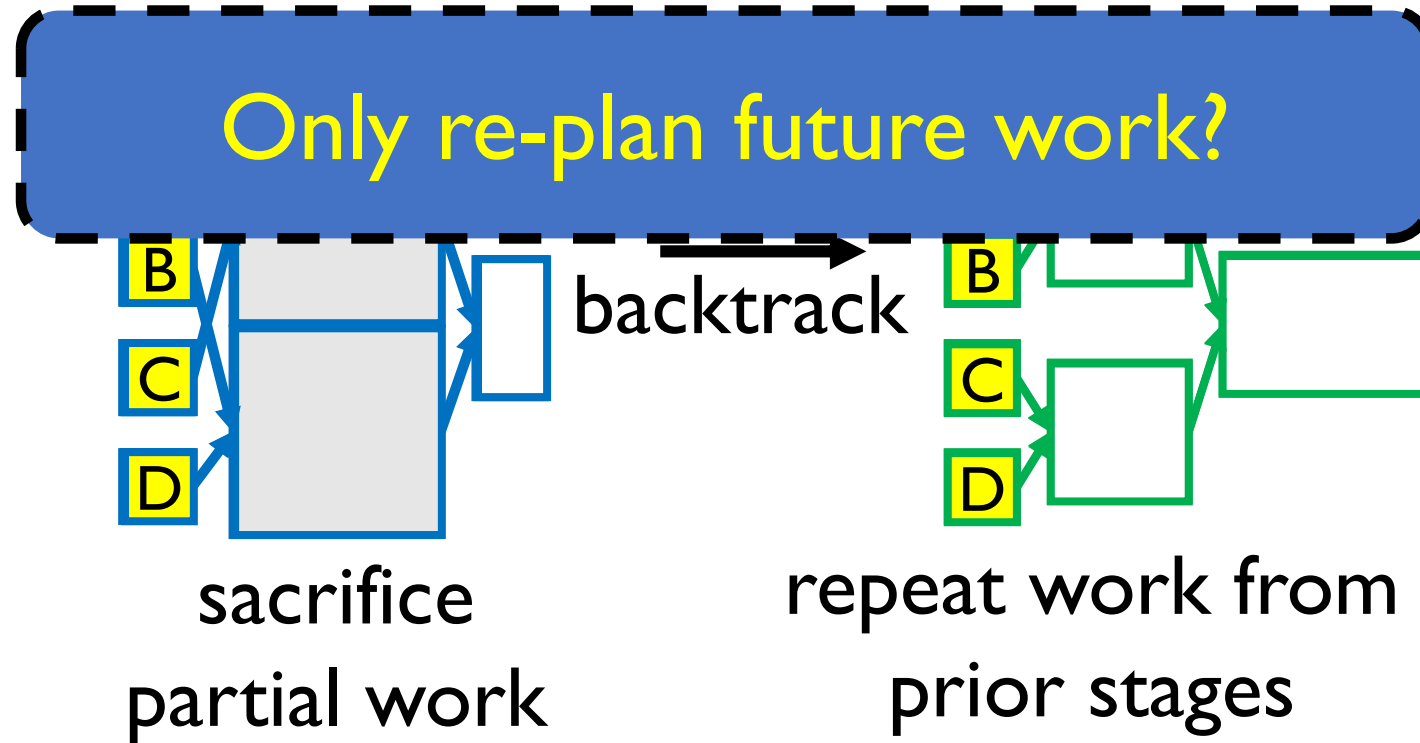 Only re-plan future work?
B
backtrack
B
C
C
D
D
sacrifice
partial work
repeat work from
prior stages